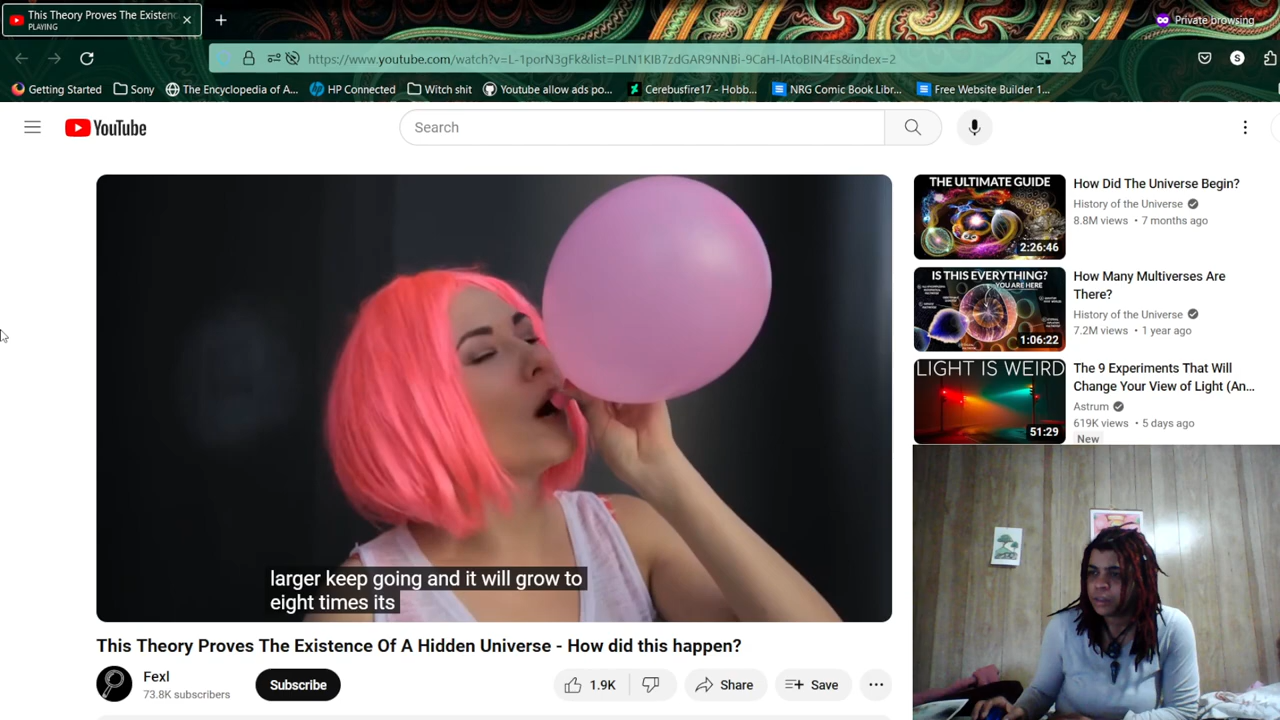 This Theory Proves The Existenc
PLAYING
Private browsing
https://www.youtube.com/watch?v=L-1porN3gFk&list=PLN1KIB7zdGAR9NNBi-9CaH-IAtoBIN4Es&index=2
Getting Started
Sony
The Encyclopedia of A...
HP Connected
Witch shit
Youtube allow ads po...
Cerebusfire17 - Hobb...
NRG Comic Book Libr...
Free Website Builder 1...
YouTube
Search
larger keep going and it will grow to
eight times its
This Theory Proves The Existence Of A Hidden Universe - How did this happen?
Fexl
73.8K subscribers
Subscribe
1.9K
Share
Save
THE ULTIMATE GUIDE
2:26:46
How Did The Universe Begin?
History of the Universe
8.8M views • 7 months ago
IS THIS EVERYTHING?
YOU ARE HERE
1:06:22
How Many Multiverses Are
There?
History of the Universe
7.2M views • 1 year ago
LIGHT IS WEIRD
51:29
The 9 Experiments That Will
Change Your View of Light (An...
Astrum
619K views • 5 days ago
New